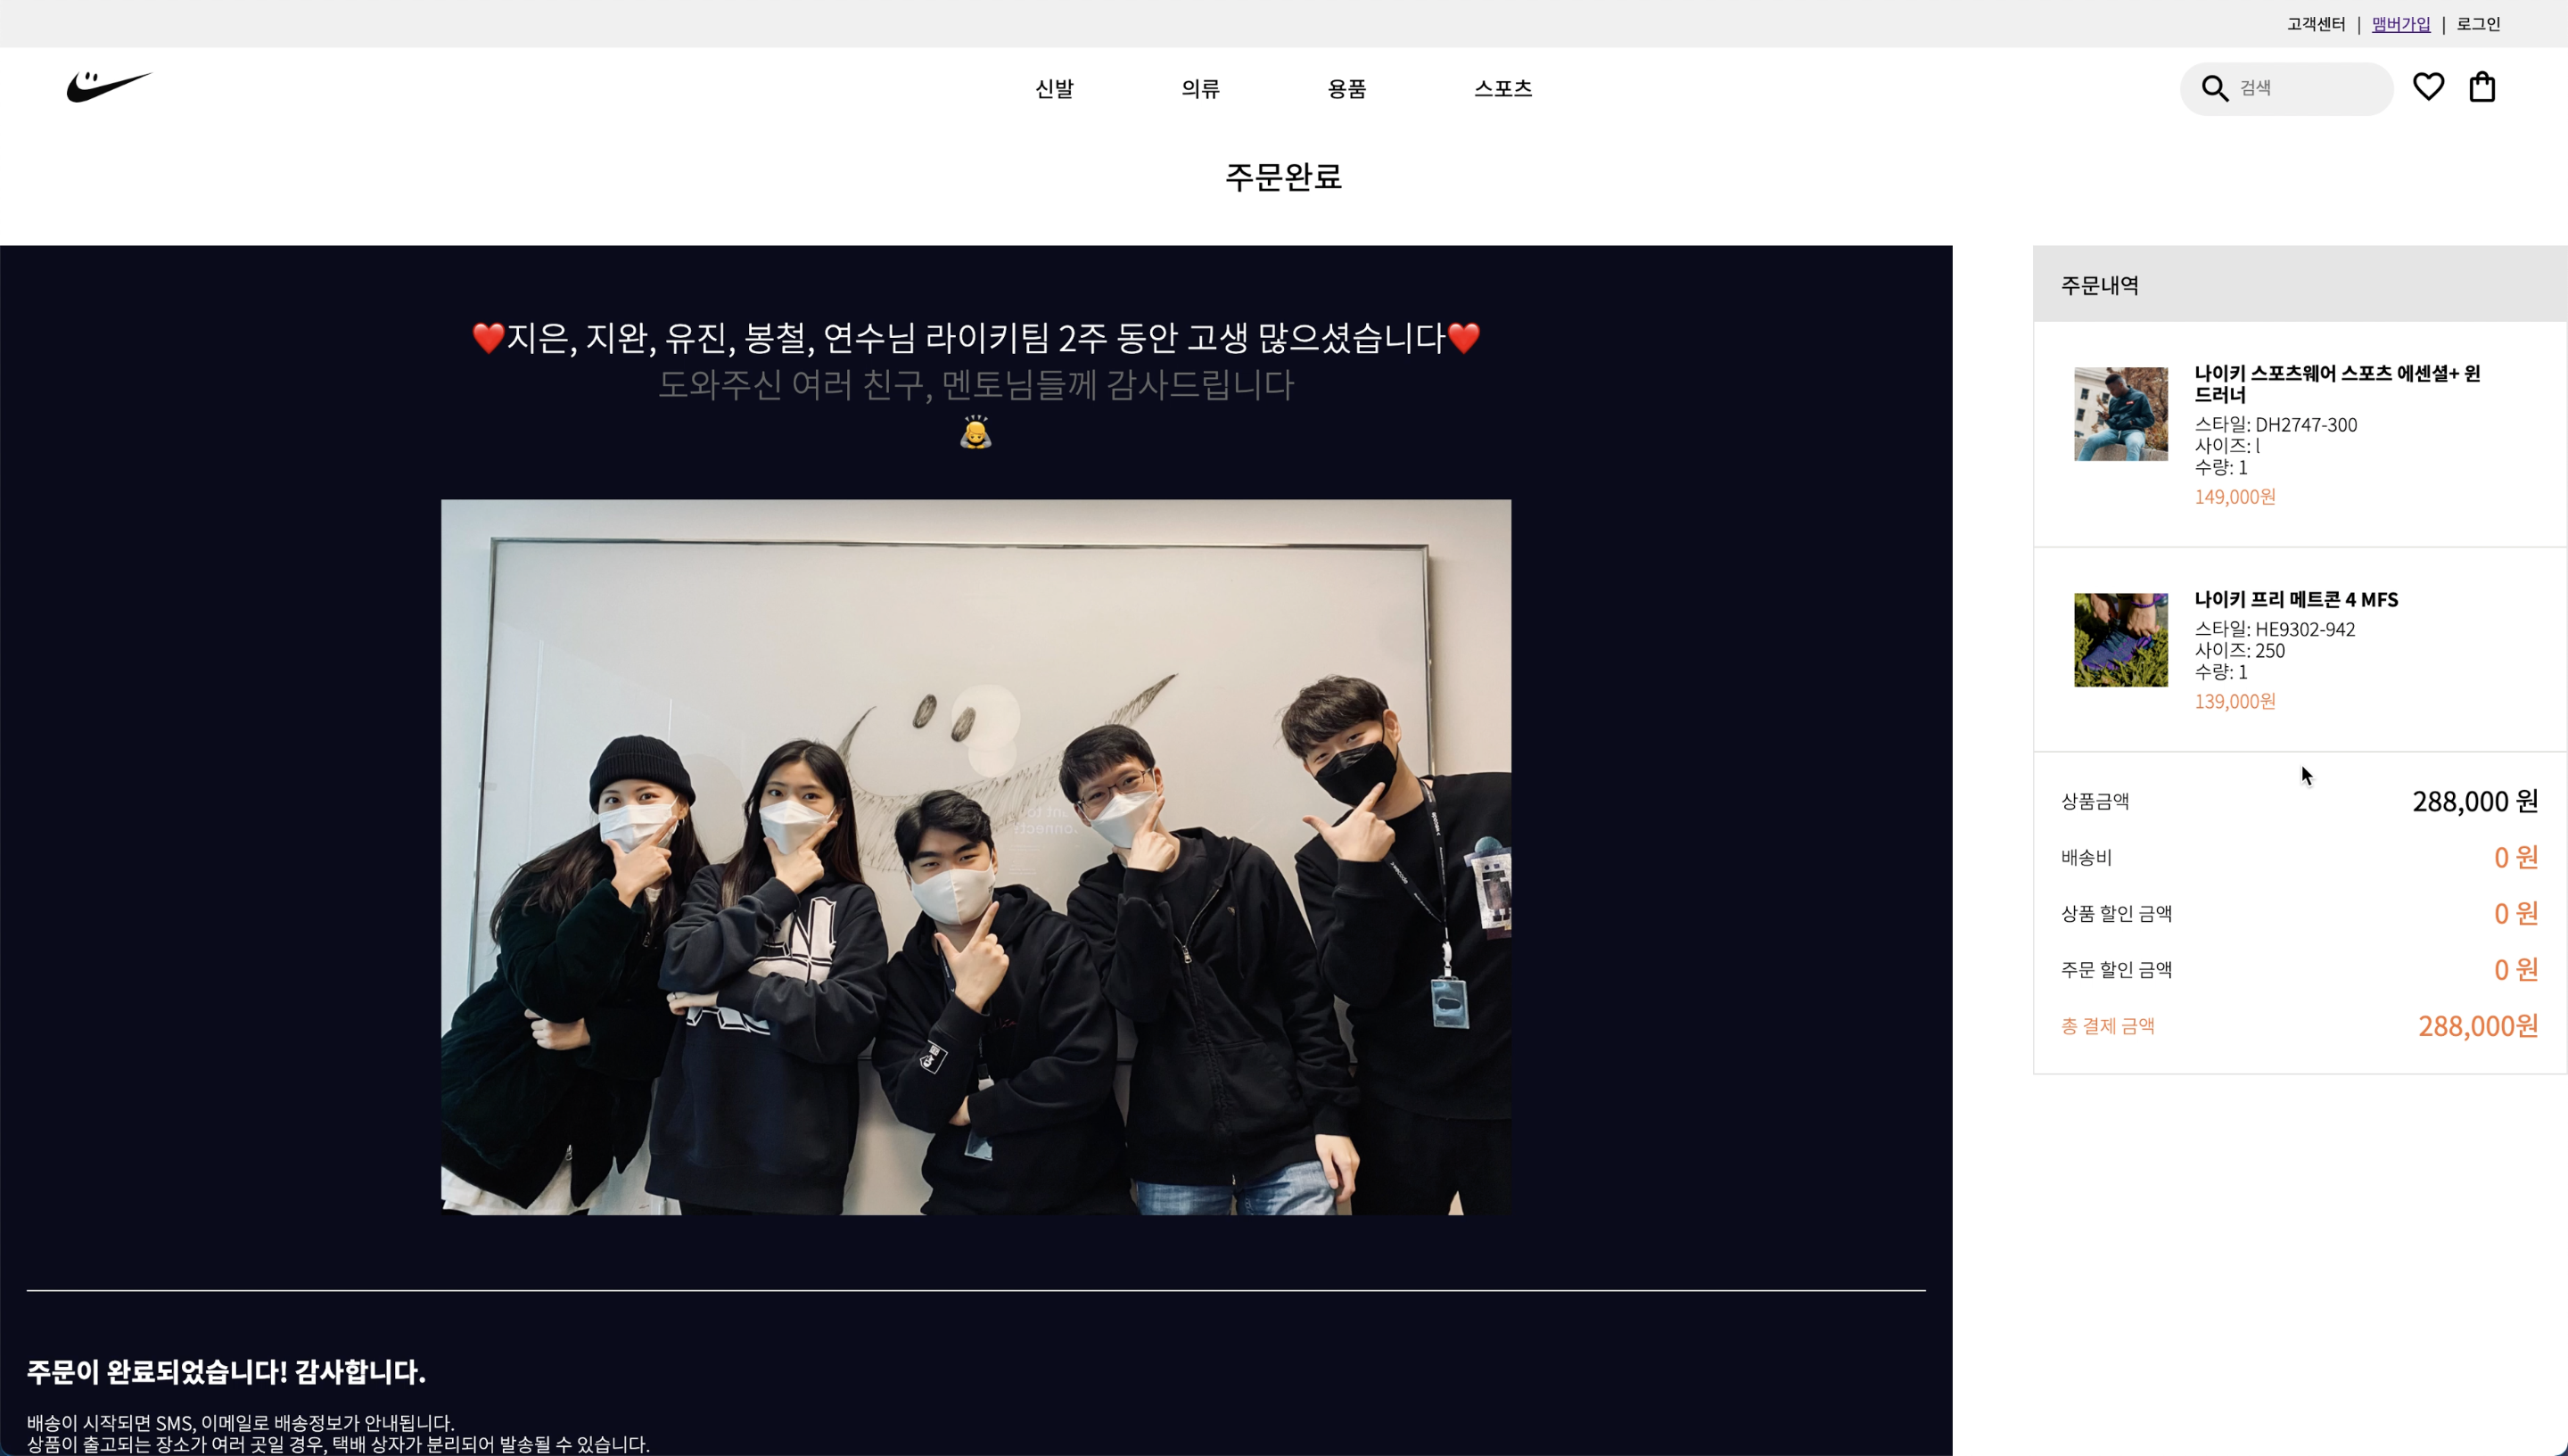 고객센터 | 맴버가입 | 로그인
신발 의류 용품 스포츠
검색
주문완료
❤️지은, 지완, 유진, 봉철, 연수님 라이키팀 2주 동안 고생 많으셨습니다❤️
도와주신 여러 친구, 멘토님들께 감사드립니다
🙇
주문이 완료되었습니다! 감사합니다.
배송이 시작되면 SMS, 이메일로 배송정보가 안내됩니다.
상품이 출고되는 장소가 여러 곳일 경우, 택배 상자가 분리되어 발송될 수 있습니다.
주문내역
나이키 스포츠웨어 스포츠 에센셜+ 윈
드러너
스타일: DH2747-300
사이즈: l
수량: 1
149,000원
나이키 프리 메트콘 4 MFS
스타일: HE9302-942
사이즈: 250
수량: 1
139,000원
상품금액 288,000 원
배송비 0 원
상품 할인 금액 0 원
주문 할인 금액 0 원
총 결제 금액 288,000원